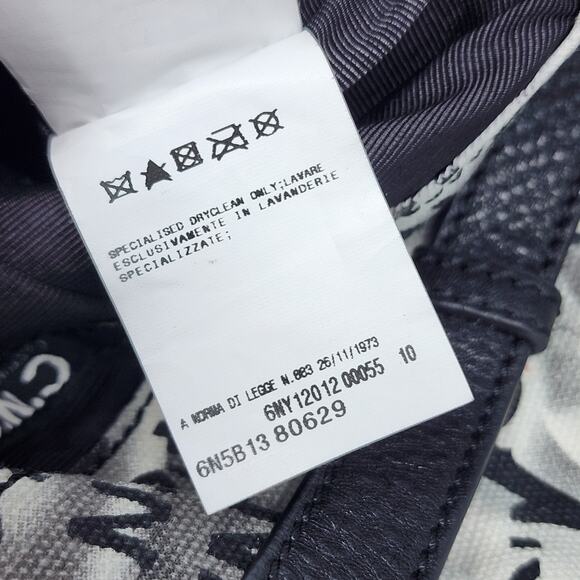 SPECIALISED DRYCLEAN ONLY;LAVARE
ESCLUSIVAMENTE IN LAVANDERIE
SPECIALIZZATE;
A NORMA DI LEGGE N.883 26/11/1973
6NY12012 00055 10
6N5B13 80629
C'N